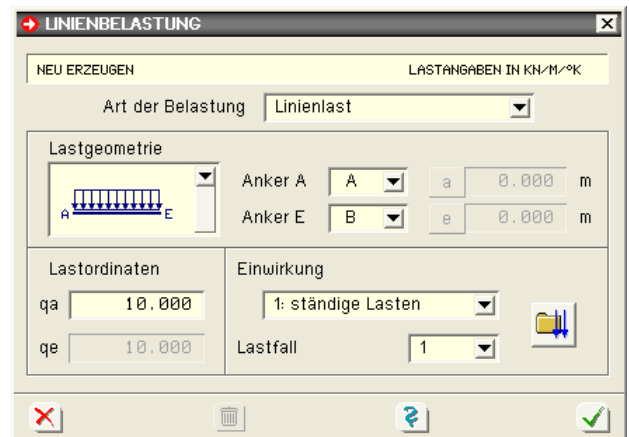 LINIENBELASTUNG
NEU ERZEUGEN LASTANGABEN IN KN/M/°K
Art der Belastung Linienlast
Lastgeometrie
A E
Anker A A a 0.000 m
Anker E B e 0.000 m
Lastordinaten
qa 10.000
qe 10.000
Einwirkung
1: ständige Lasten
Lastfall 1